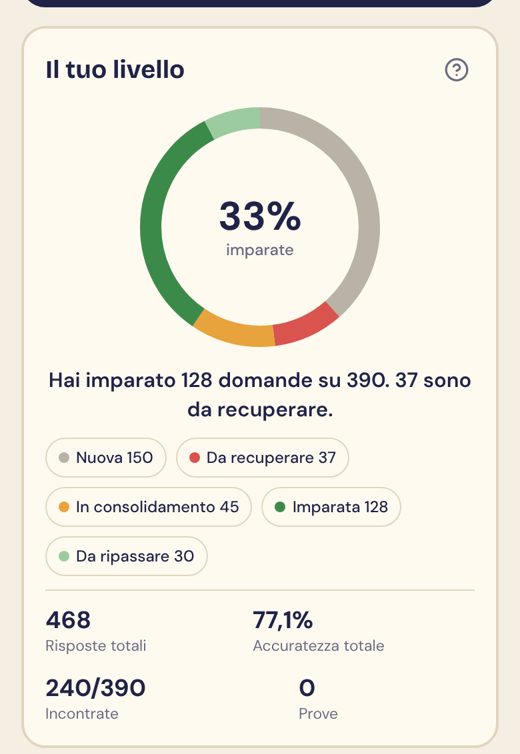 Il tuo livello
33%
imparate
Hai imparato 128 domande su 390. 37 sono
da recuperare.
Nuova 150
Da recuperare 37
In consolidamento 45
Imparata 128
Da ripassare 30
468
77,1%
Risposte totali
Accuratezza totale
240/390
0
Incontrate
Prove